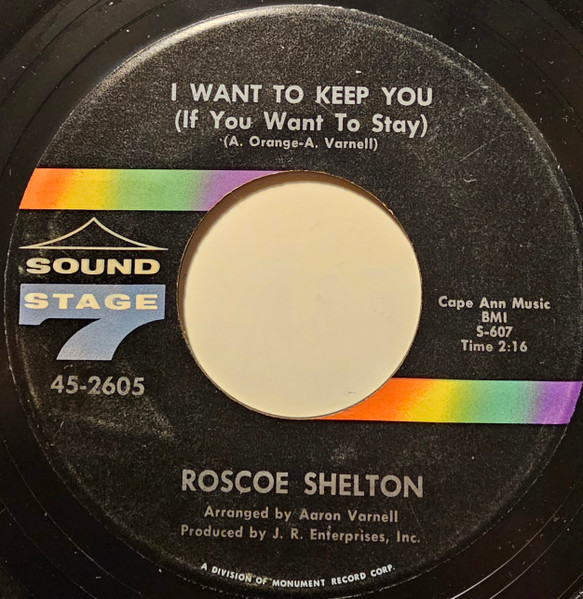 I WANT TO KEEP YOU
(If You Want To Stay)
(A. Orange-A. Varnell)
SOUND
STAGE
7
45-2605
Cape Ann Music
BMI
S-607
Time 2:16
ROSCOE SHELTON
Arranged by Aaron Varnell
Produced by J. R. Enterprises, Inc.
A DIVISION OF MONUMENT RECORD CORP.